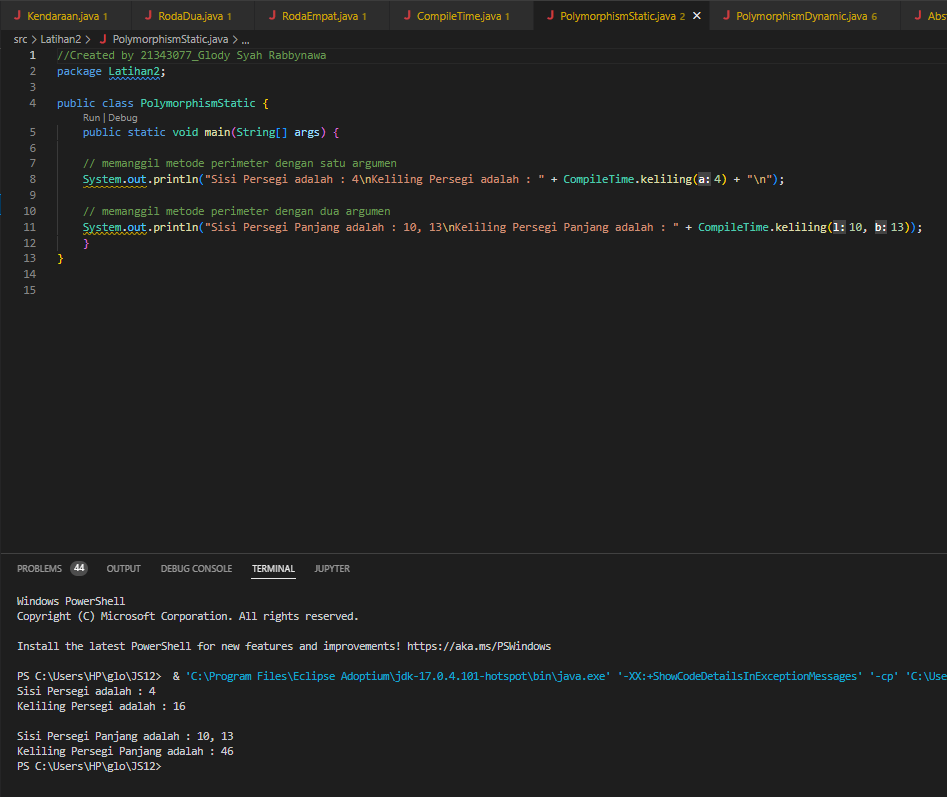 Kendaraan.java 1 RodaDua.java 1 RodaEmpat.java 1 CompileTime.java 1 PolymorphismStatic.java 2 PolymorphismDynamic.java 6
src > Latihan2 > PolymorphismStatic.java > ...
1 //Created by 21343077_Glody Syah Rabbynawa
2 package Latihan2;
3
4 public class PolymorphismStatic {
Run | Debug
5 public static void main(String[] args) {
6
7 // memanggil metode perimeter dengan satu argumen
8 System.out.println("Sisi Persegi adalah : 4\nKeliling Persegi adalah : " + CompileTime.keliling(a: 4) + "\n");
9
10 // memanggil metode perimeter dengan dua argumen
11 System.out.println("Sisi Persegi Panjang adalah : 10, 13\nKeliling Persegi Panjang adalah : " + CompileTime.keliling(l: 10, b: 13));
12 }
13 }
14
15
PROBLEMS 44 OUTPUT DEBUG CONSOLE TERMINAL JUPYTER
Windows PowerShell
Copyright (C) Microsoft Corporation. All rights reserved.
Install the latest PowerShell for new features and improvements! https://aka.ms/PSWindows
PS C:\Users\HP\glo\JS12> & 'C:\Program Files\Eclipse Adoptium\jdk-17.0.4.101-hotspot\bin\java.exe' '-XX:+ShowCodeDetailsInExceptionMessages' '-cp' 'C:\Use
Sisi Persegi adalah : 4
Keliling Persegi adalah : 16
Sisi Persegi Panjang adalah : 10, 13
Keliling Persegi Panjang adalah : 46
PS C:\Users\HP\glo\JS12>